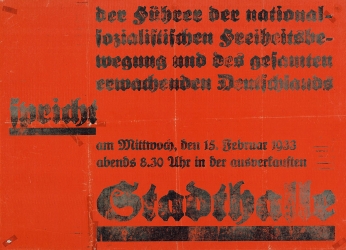 der Führer der national-
sozialistischen Freiheitsbe-
wegung und des gesamten
erwachenden Deutschlands
spricht
am Mittwoch, den 15. Februar 1933
abends 8.30 Uhr in der ausverkauften
Stadthalle